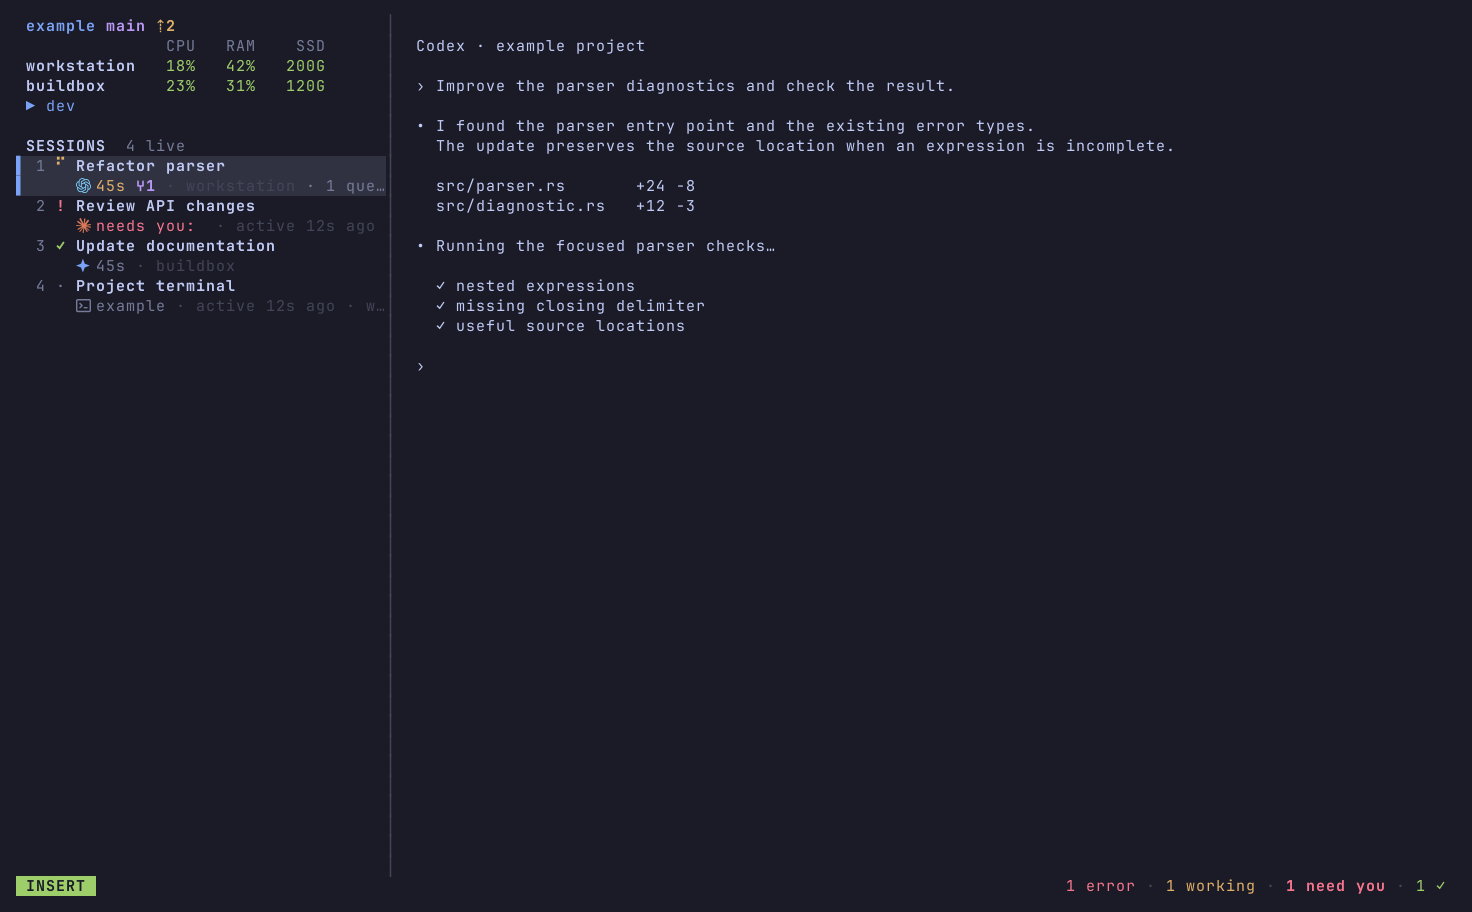 example main ⇡2
CPU RAM SSD
workstation 18% 42% 200G
buildbox 23% 31% 120G
▶ dev
SESSIONS 4 live
1 Refactor parser
45s 1 · workstation · 1 que…
2 ! Review API changes
needs you: · active 12s ago
3 ✓ Update documentation
45s · buildbox
4 · Project terminal
example · active 12s ago · w…
Codex · example project
› Improve the parser diagnostics and check the result.
• I found the parser entry point and the existing error types.
The update preserves the source location when an expression is incomplete.
src/parser.rs +24 -8
src/diagnostic.rs +12 -3
• Running the focused parser checks…
✓ nested expressions
✓ missing closing delimiter
✓ useful source locations
›
INSERT
1 error · 1 working · 1 need you · 1 ✓